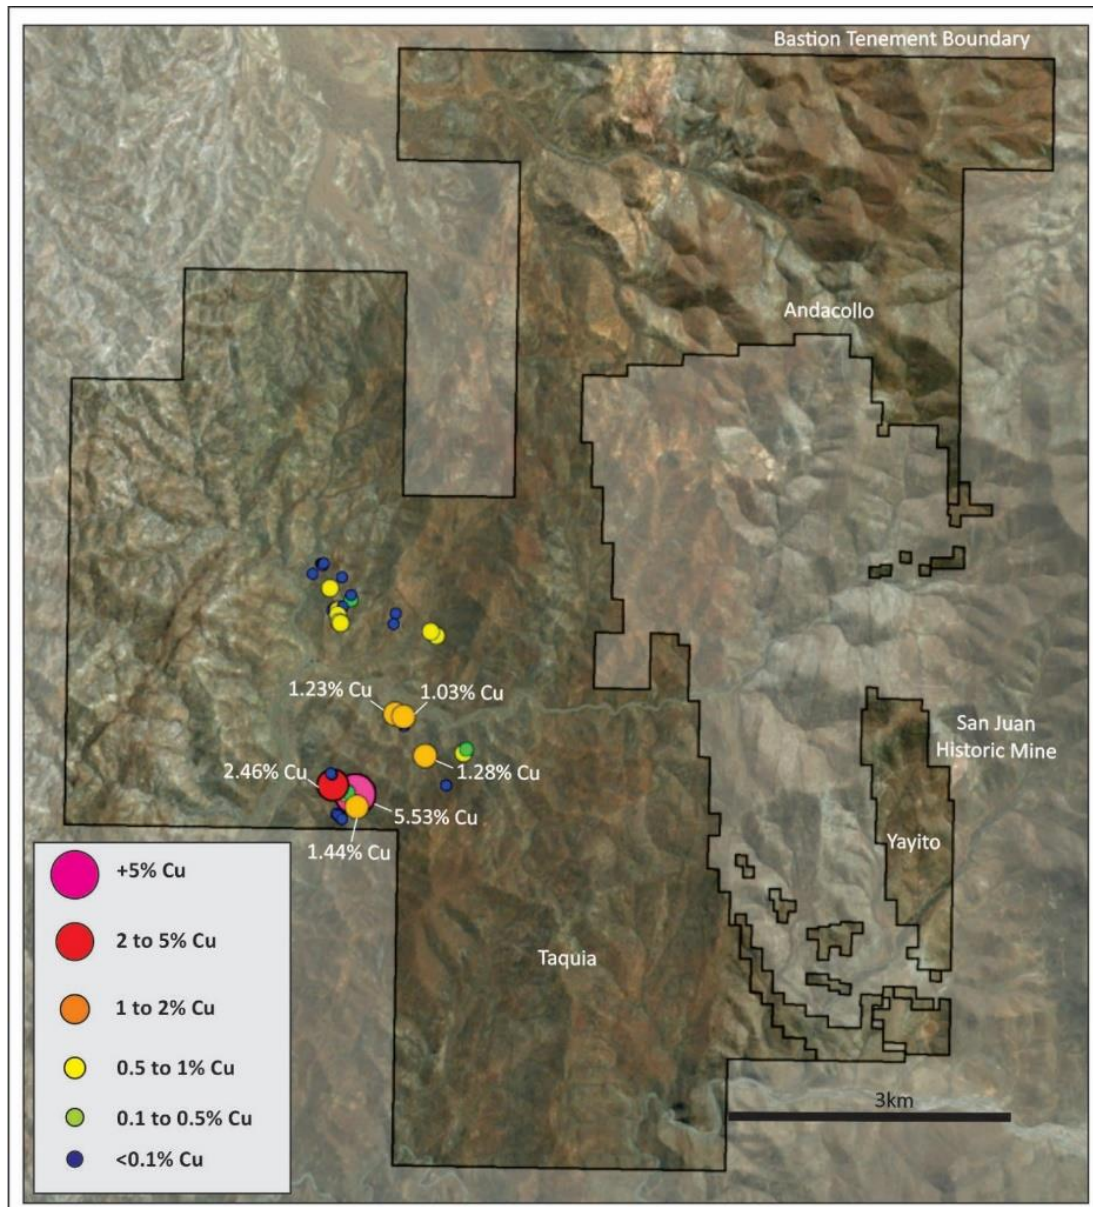 Bastion Tenement Boundary
Andacollo
1.23% Cu
1.03% Cu
San Juan
Historic Mine
2.46% Cu
1.28% Cu
5.53% Cu
1.44% Cu
Yayito
Taquia
+5% Cu
2 to 5% Cu
1 to 2% Cu
0.5 to 1% Cu
0.1 to 0.5% Cu
<0.1% Cu
3km